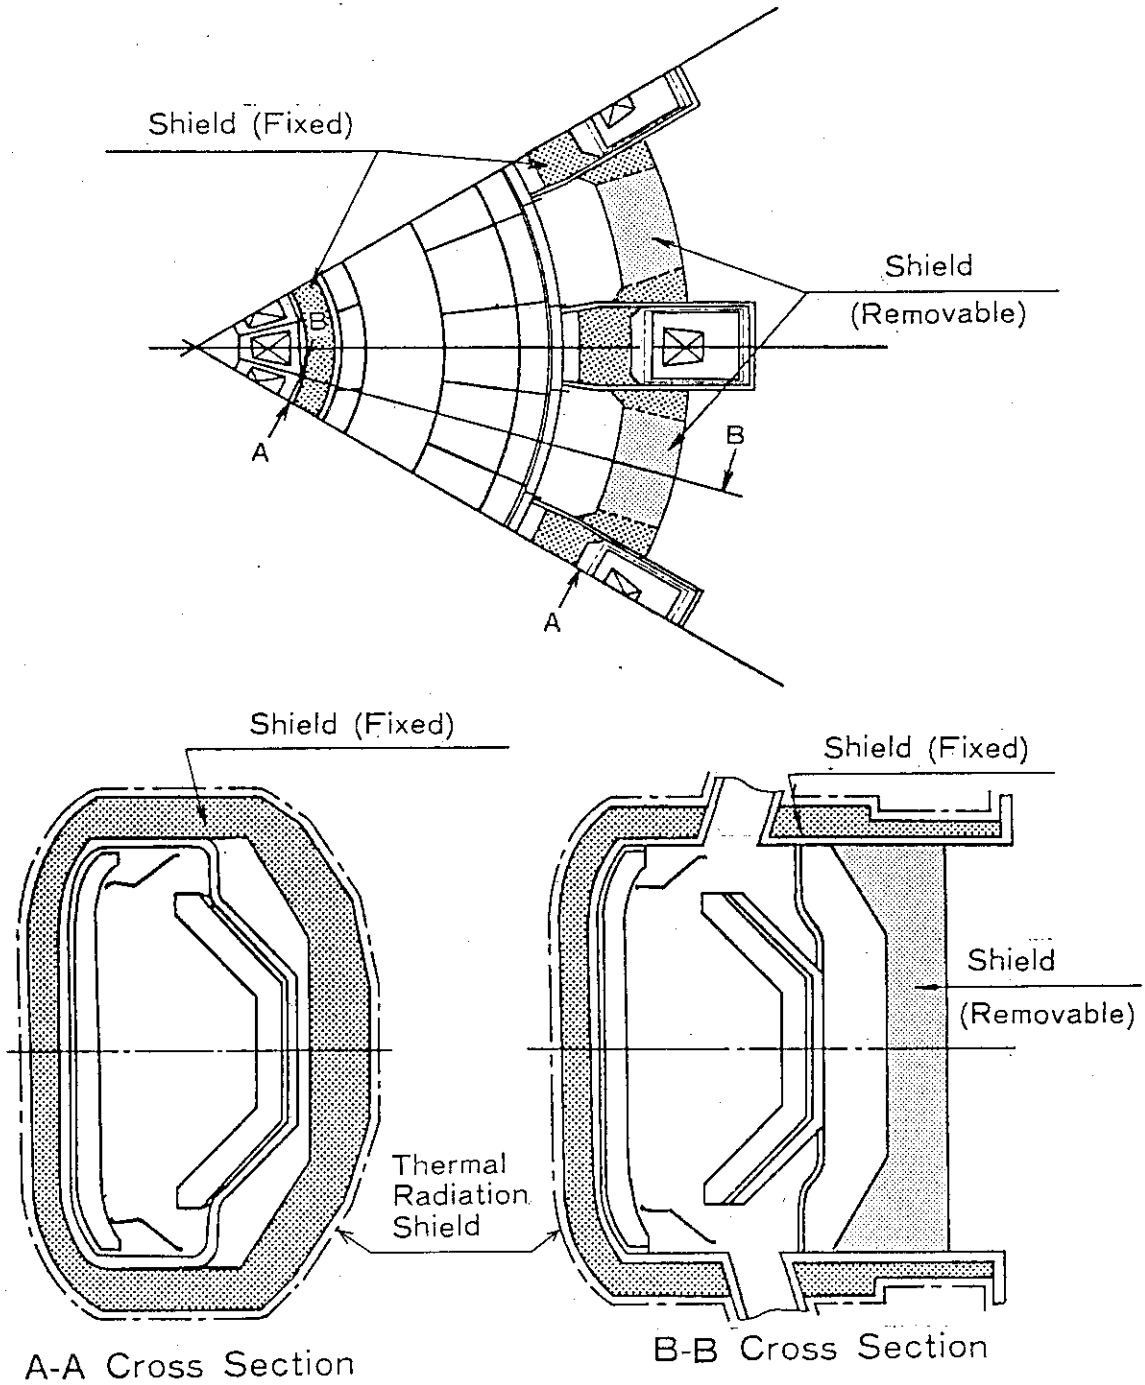 Shield (Fixed)
Shield
(Removable)
B
A
B
A
Shield (Fixed)
Shield (Fixed)
Shield
(Removable)
Thermal
Radiation
Shield
A-A Cross Section
B-B Cross Section